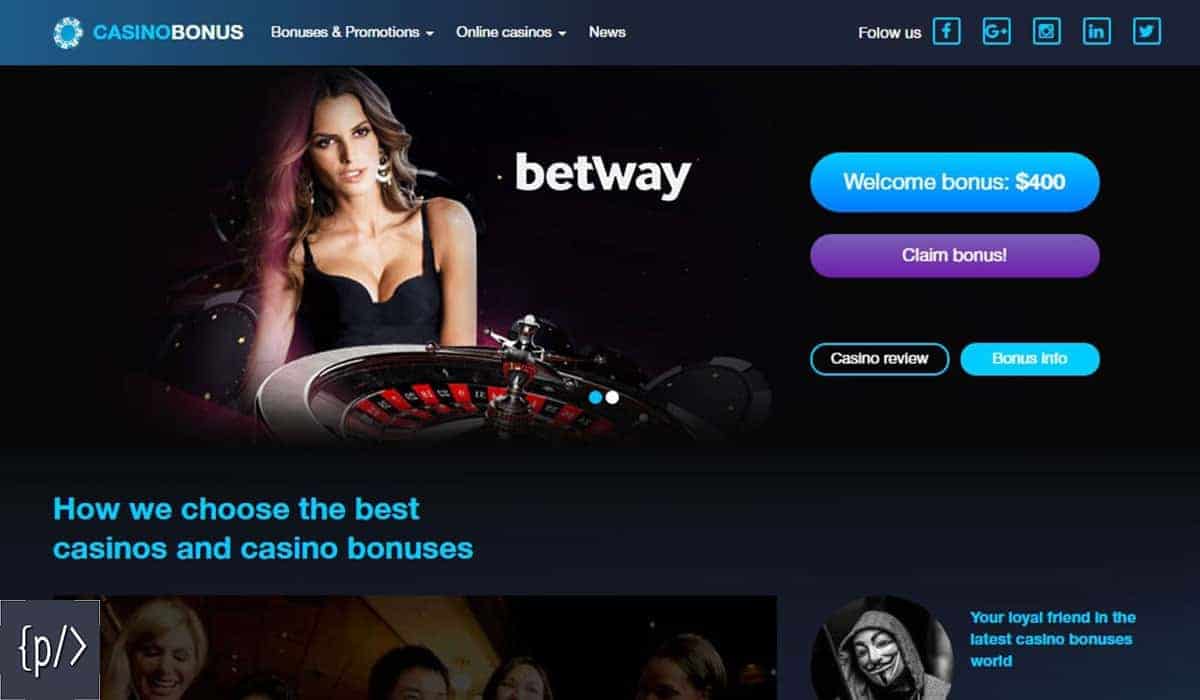 CASINOBONUS
Bonuses & Promotions
Online casinos
News
Folow us
betway
Welcome bonus: $400
Claim bonus!
Casino review
Bonus info
How we choose the best
casinos and casino bonuses
Your loyal friend in the
latest casino bonuses
world
{p/>